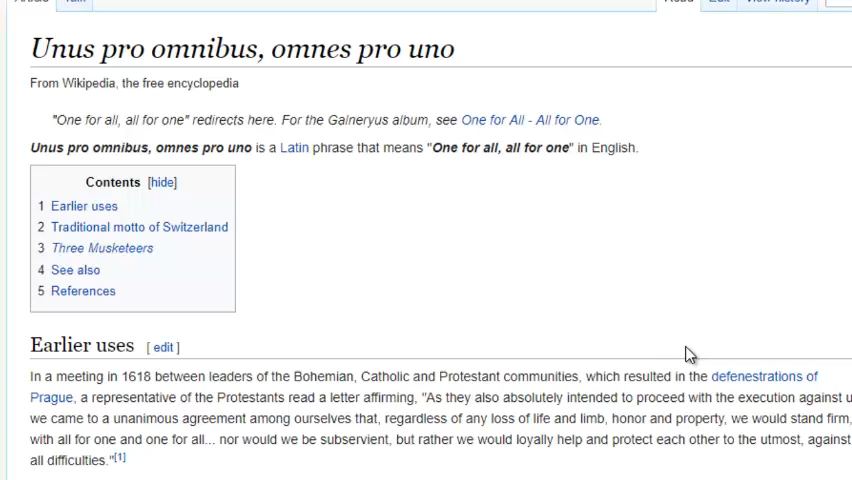 Article Talk Read Edit View history
Unus pro omnibus, omnes pro uno
From Wikipedia, the free encyclopedia
"One for all, all for one" redirects here. For the Galneryus album, see One for All - All for One.
Unus pro omnibus, omnes pro uno is a Latin phrase that means "One for all, all for one" in English.
Contents [hide]
1 Earlier uses
2 Traditional motto of Switzerland
3 Three Musketeers
4 See also
5 References
Earlier uses [ edit ]
In a meeting in 1618 between leaders of the Bohemian, Catholic and Protestant communities, which resulted in the defenestrations of
Prague, a representative of the Protestants read a letter affirming, "As they also absolutely intended to proceed with the execution against u
we came to a unanimous agreement among ourselves that, regardless of any loss of life and limb, honor and property, we would stand firm,
with all for one and one for all... nor would we be subservient, but rather we would loyally help and protect each other to the utmost, against
all difficulties."[1]